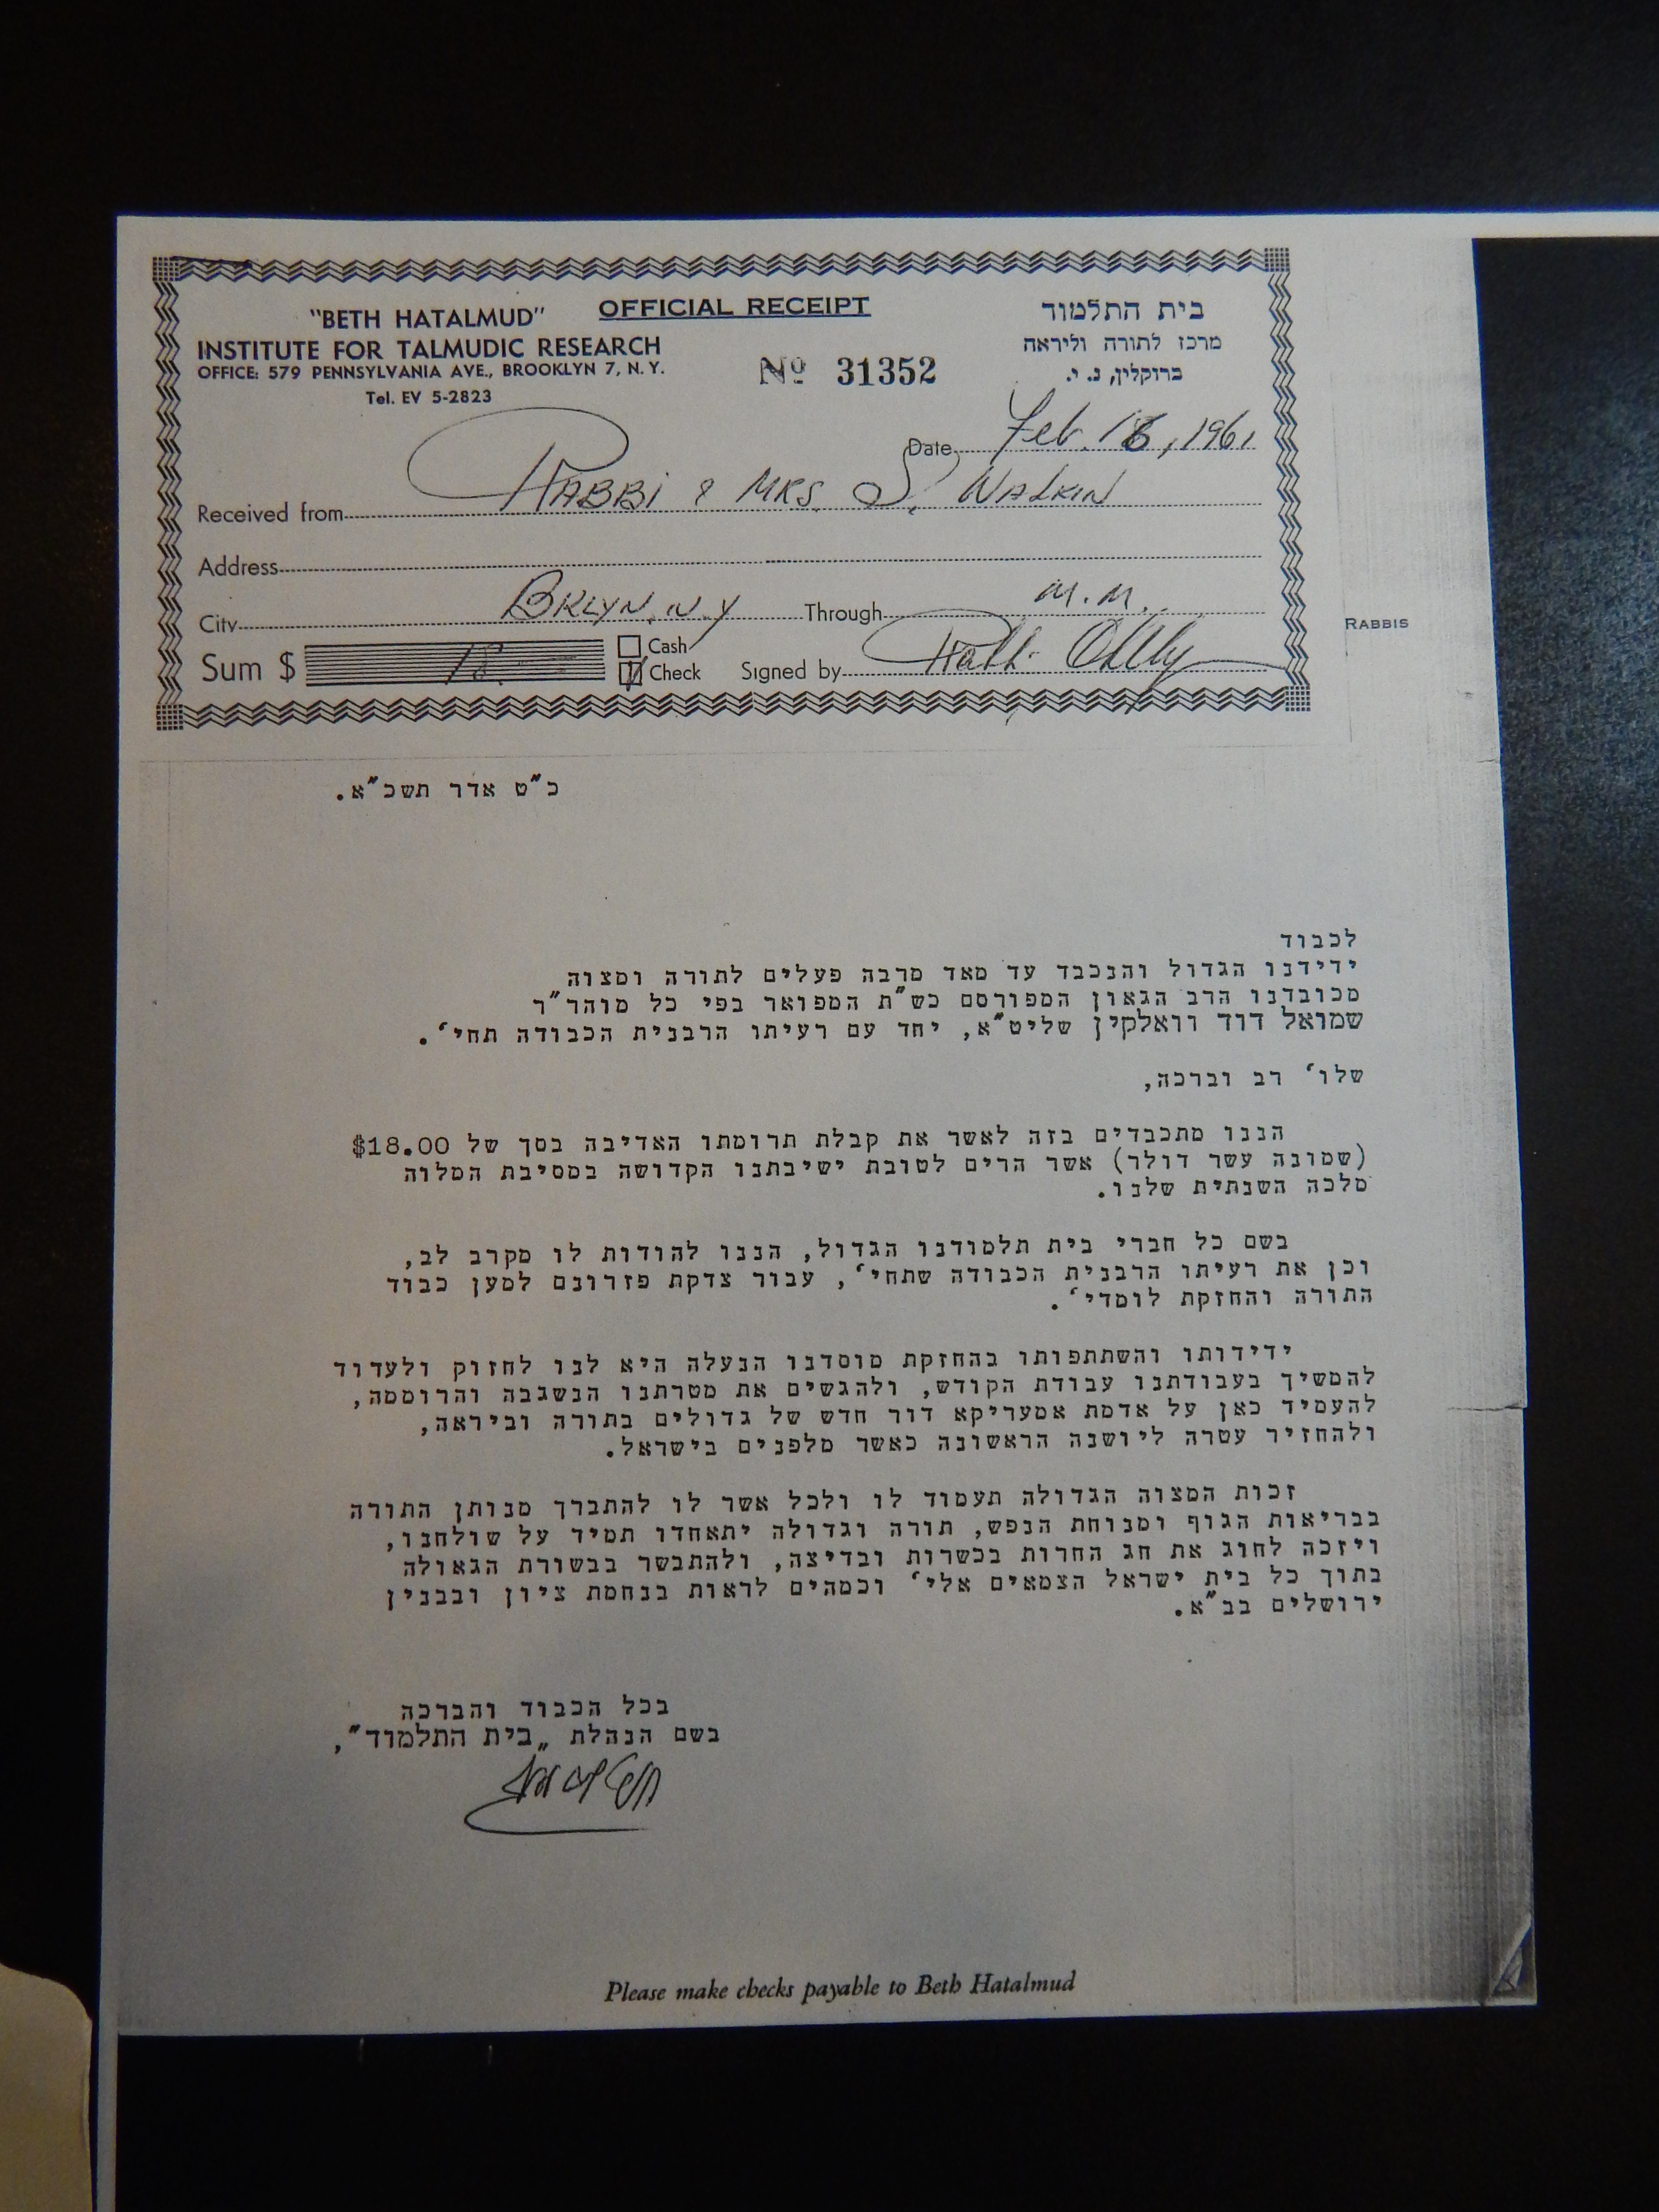 "BETH HATALMUD"
OFFICIAL RECEIPT
בית התלמוד
INSTITUTE FOR TALMUDIC RESEARCH
מרכז לתורה וליראה
OFFICE: 579 PENNSYLVANIA AVE., BROOKLYN 7, N.Y.
Nº 31352
ברוקלין, נ. י.
Tel. EV 5-2823
Date Feb. 18, 1961
Received from RABBI & MRS. S. WALKIN
Address
City BKLYN. N.Y Through M.M.
Cash
Sum $ 18.
Check Signed by
RABBIS
כ"ט אדר תשכ"א.
לכבוד
ידידנו הגדול והנכבד עד מאד מרבה פעלים לתורה ומצוה
מכובדנו הרב הגאון המפורסם כש"ת המפואר בפי כל מוהר"ר
שמואל דוד וואלקין שליט"א, יחד עם רעיתו הרבנית הכבודה תחי'.
שלו' רב וברכה,
הננו מתכבדים בזה לאשר את קבלת תרומתו האדיבה בסך של $18.00
(שמונה עשר דולר) אשר הרים לטובת ישיבתנו הקדושה במסיבת המלוה
מלכה השנתית שלנו.
בשם כל חברי בית תלמודנו הגדול, הננו להודות לו מקרב לב,
וכן את רעיתו הרבנית הכבודה שתחי', עבור צדקת פזרונם למען כבוד
התורה והחזקת לומדי'.
ידידותו והשתתפותו בהחזקת מוסדנו הנעלה היא לנו לחזוק ולעדוד
להמשיך בעבודתנו עבודת הקודש, ולהגשים את מטרתנו הנשגבה והרוממה,
להעמיד כאן על אדמת אמעריקא דור חדש של גדולים בתורה וביראה,
ולהחזיר עטרה ליושנה הראשונה כאשר מלפנים בישראל.
זכות המצוה הגדולה תעמוד לו ולכל אשר לו להתברך מנותן התורה
בבריאות הגוף ומנוחת הנפש, תורה וגדולה יתאחדו תמיד על שולחנו,
ויזכה לחוג את חג החרות בכשרות ובדיצה, ולהתבשר בבשורת הגאולה
בתוך כל בית ישראל הצמאים אלי' וכמהים לראות בנחמת ציון ובבנין
ירושלים בב"א.
בכל הכבוד והברכה
בשם הנהלת „בית התלמוד",
Please make checks payable to Beth Hatalmud